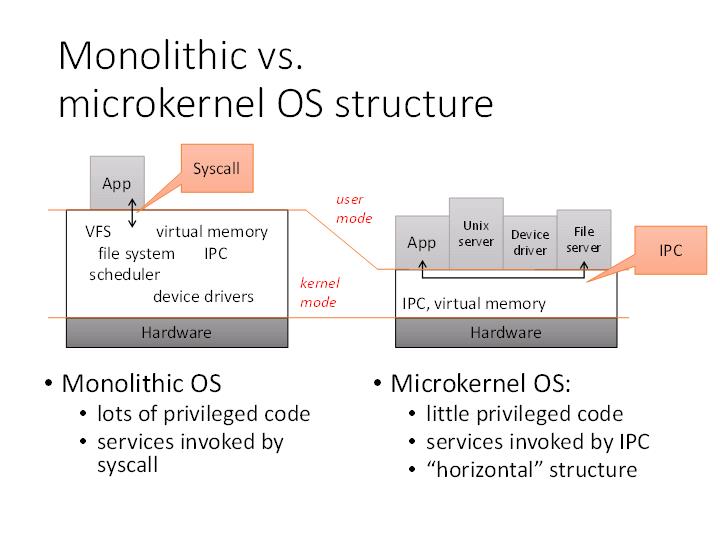 Monolithic vs.
microkernel OS structure
App
Syscall
VFS virtual memory
file system IPC
scheduler
device drivers
Hardware
user
mode
kernel
mode
App
Unix
server
Device
driver
File
server
IPC
IPC, virtual memory
Hardware
• Monolithic OS
• lots of privileged code
• services invoked by
syscall
• Microkernel OS:
• little privileged code
• services invoked by IPC
• “horizontal” structure